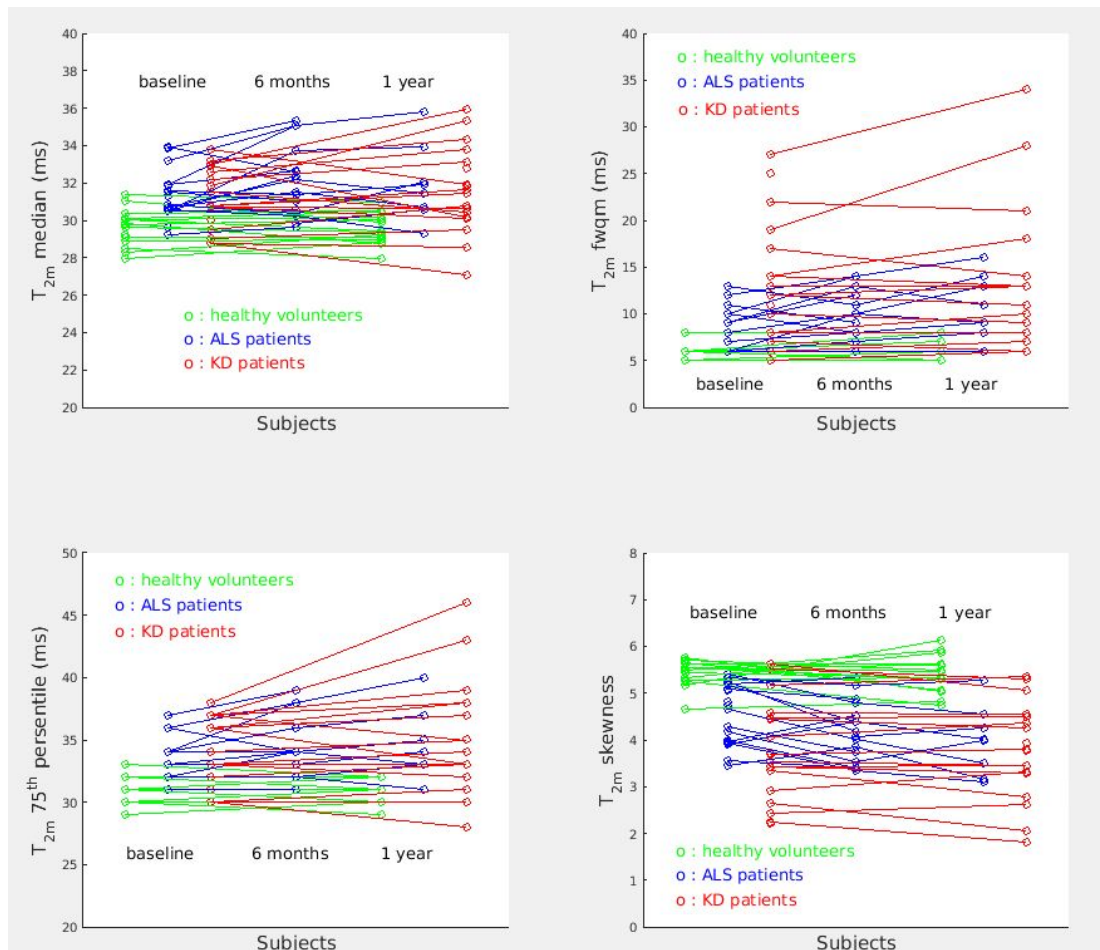 40
38
36
34
32
30
28
26
24
22
20
T2m median (ms)
baseline 6 months 1 year
o : healthy volunteers
o : ALS patients
o : KD patients
Subjects
40
35
30
25
20
15
10
5
0
T2m fwqm (ms)
o : healthy volunteers
o : ALS patients
o : KD patients
baseline 6 months 1 year
Subjects
50
45
40
35
30
25
20
T2m 75th persentile (ms)
o : healthy volunteers
o : ALS patients
o : KD patients
baseline 6 months 1 year
Subjects
8
7
6
5
4
3
2
1
0
T2m skewness
baseline 6 months 1 year
o : healthy volunteers
o : ALS patients
o : KD patients
Subjects